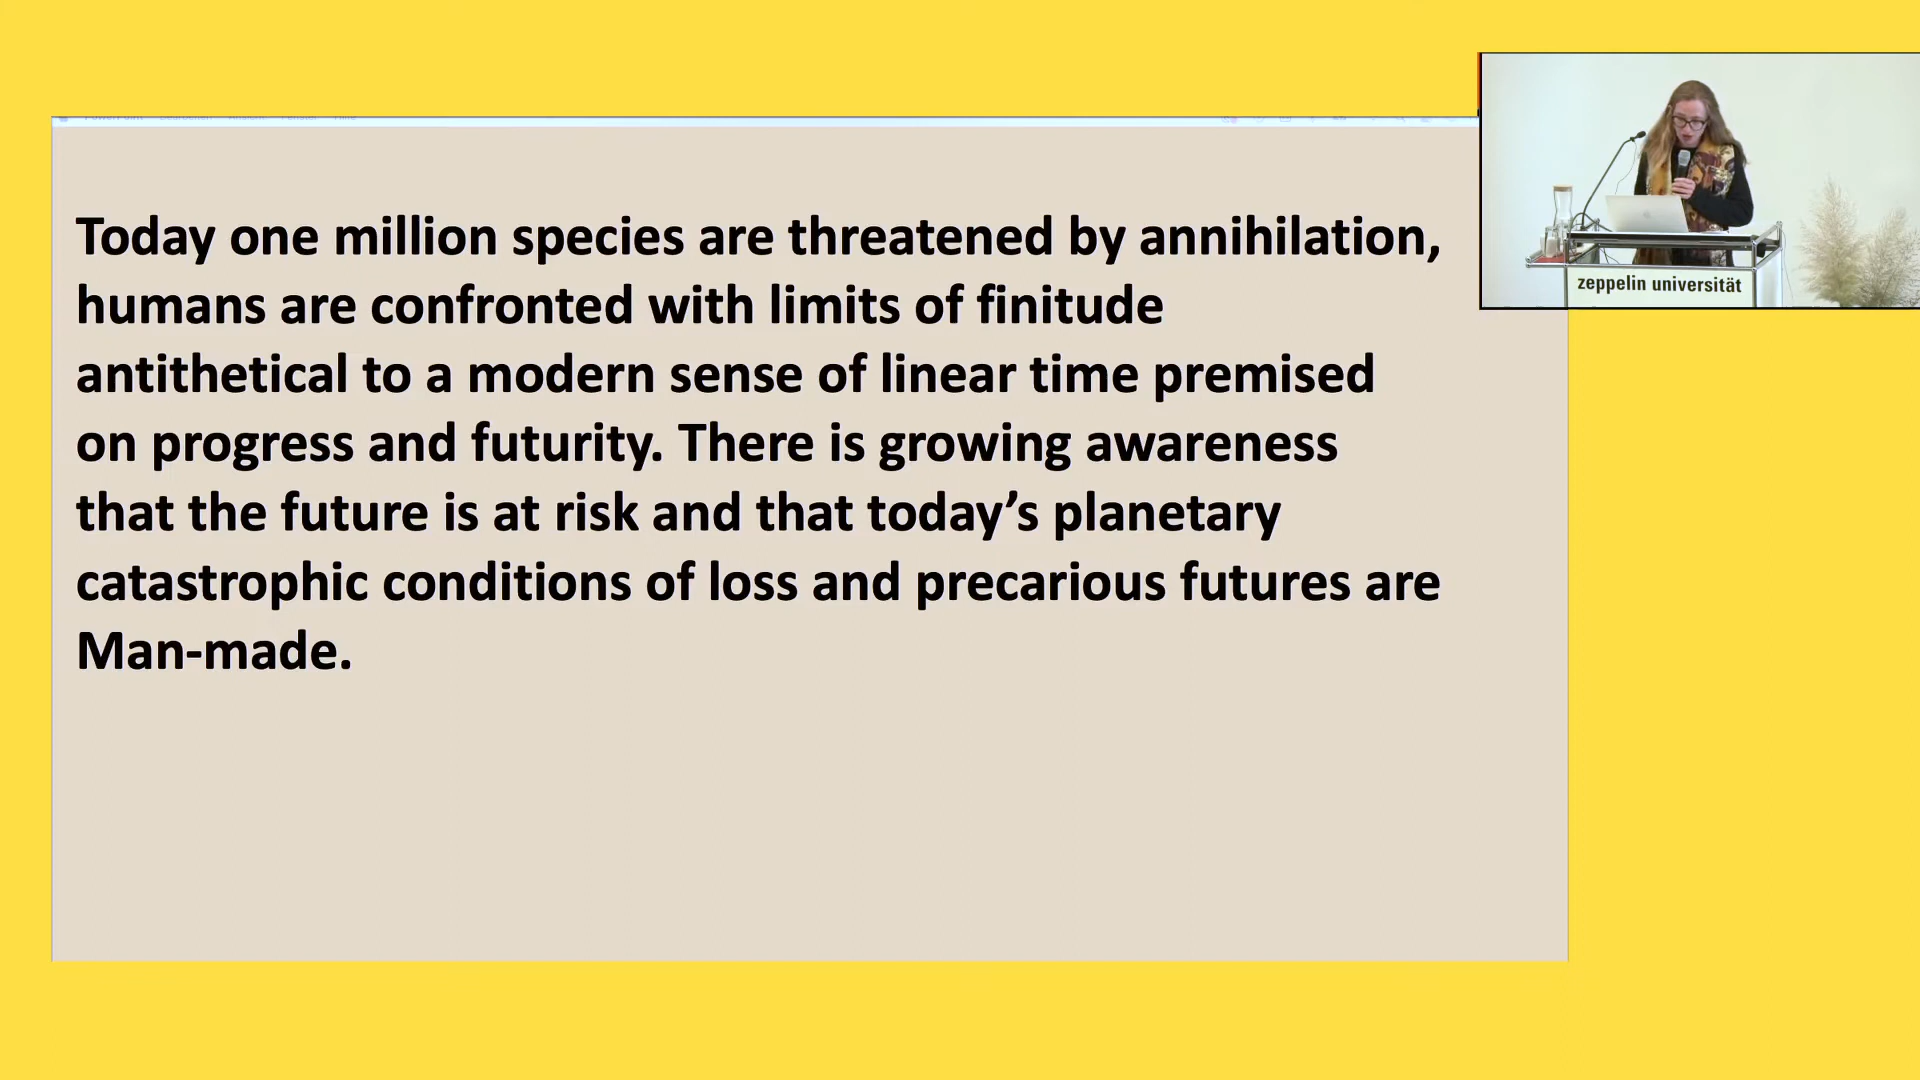 Today one million species are threatened by annihilation,
humans are confronted with limits of finitude
antithetical to a modern sense of linear time premised
on progress and futurity. There is growing awareness
that the future is at risk and that today’s planetary
catastrophic conditions of loss and precarious futures are
Man-made.
zeppelin universität